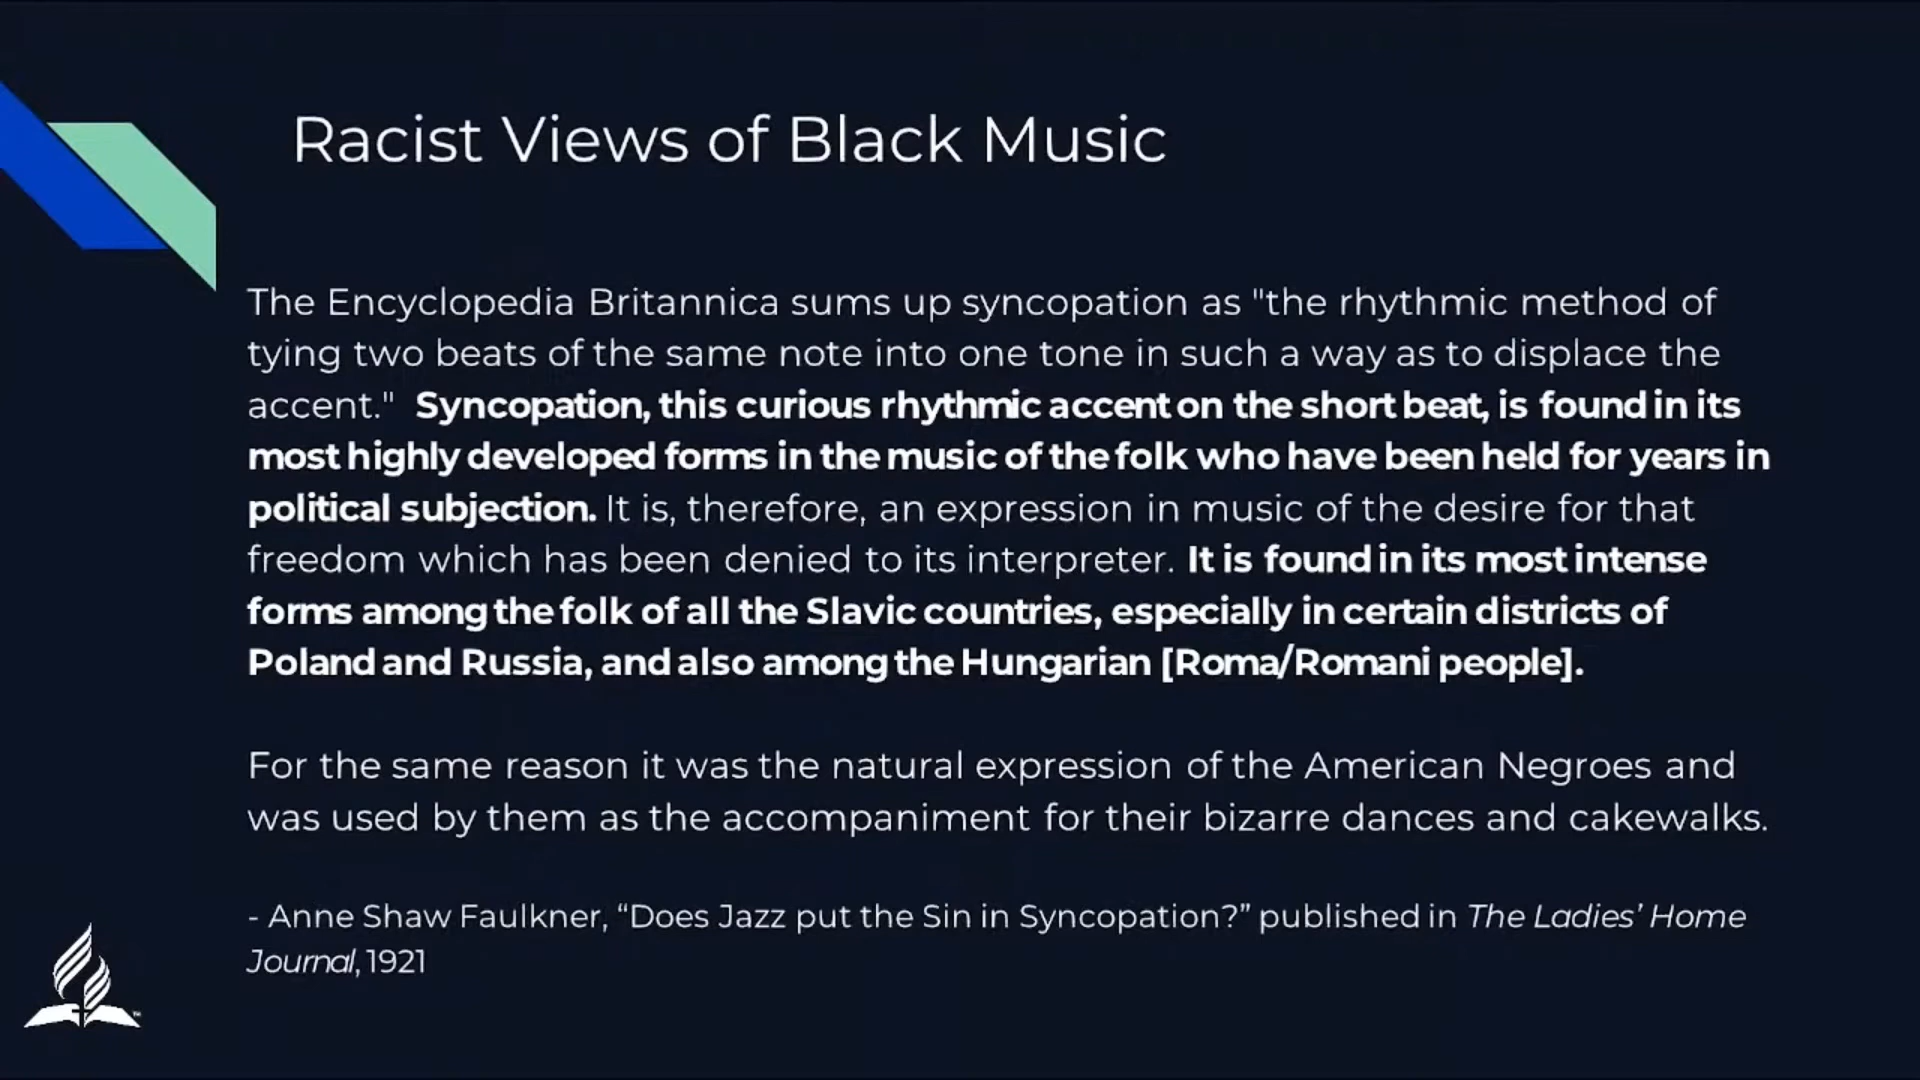 Racist Views of Black Music
The Encyclopedia Britannica sums up syncopation as "the rhythmic method of
tying two beats of the same note into one tone in such a way as to displace the
accent." Syncopation, this curious rhythmic accent on the short beat, is found in its
most highly developed forms in the music of the folk who have been held for years in
political subjection. It is, therefore, an expression in music of the desire for that
freedom which has been denied to its interpreter. It is found in its most intense
forms among the folk of all the Slavic countries, especially in certain districts of
Poland and Russia, and also among the Hungarian [Roma/Romani people].
For the same reason it was the natural expression of the American Negroes and
was used by them as the accompaniment for their bizarre dances and cakewalks.
- Anne Shaw Faulkner, “Does Jazz put the Sin in Syncopation?” published in The Ladies’ Home
Journal, 1921